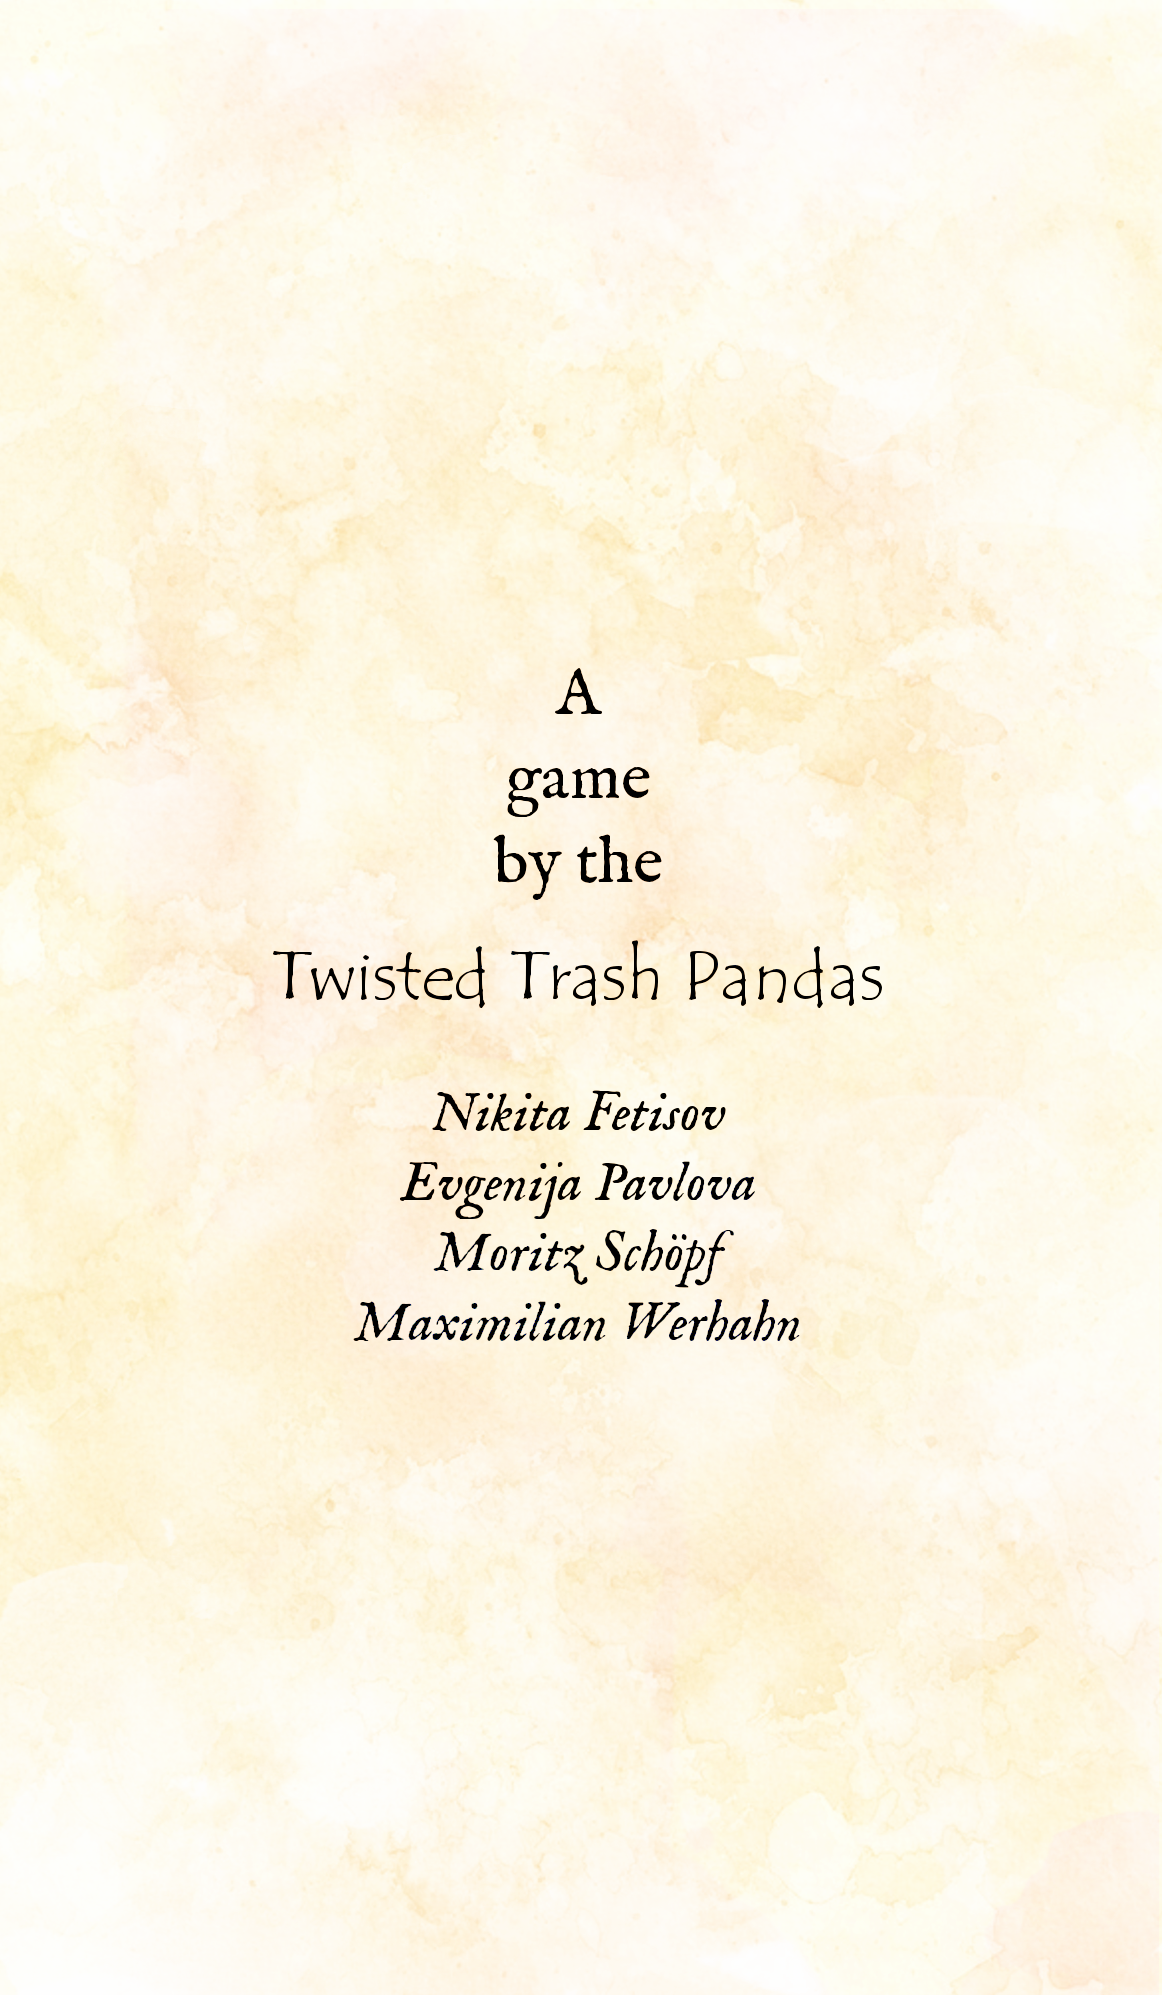 A
game
by the
Twisted Trash Pandas
Nikita Fetisov
Evgenija Pavlova
Moritz Schöpf
Maximilian Werhahn